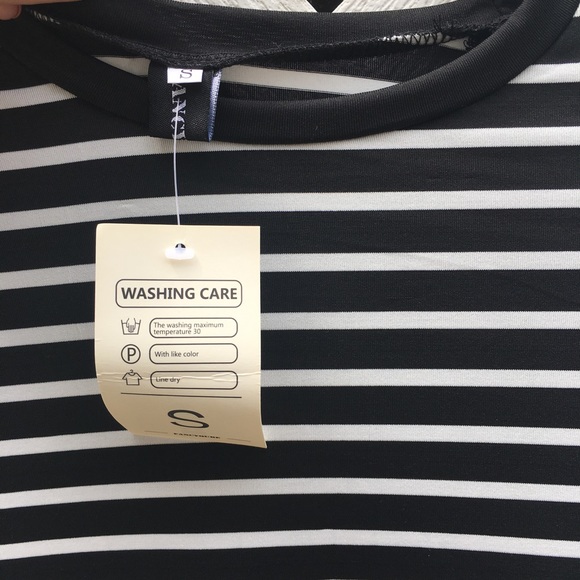 S
WASHING CARE
The washing maximum
temperature 30
P
With like color
Line dry
S